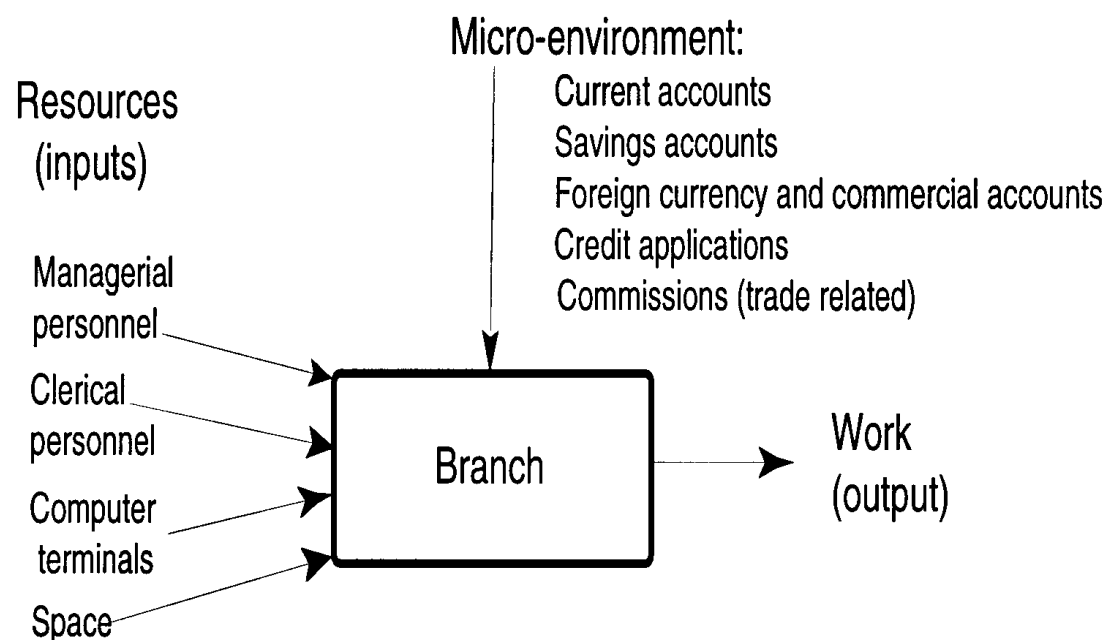 Micro-environment:
Current accounts
Savings accounts
Foreign currency and commercial accounts
Credit applications
Commissions (trade related)
Resources
(inputs)
Managerial
personnel
Clerical
personnel
Computer
terminals
Space
Branch
Work
(output)